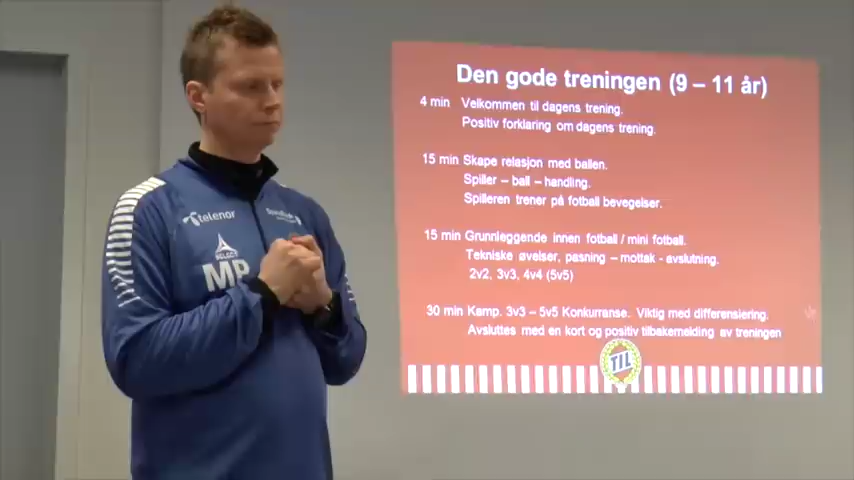 Den gode treningen (9 – 11 år)
4 min Velkommen til dagens trening.
Positiv forklaring om dagens trening.
15 min Skape relasjon med ballen.
Spiller – ball – handling.
Spilleren trener på fotball bevegelser.
15 min Grunnleggende innen fotball / mini fotball.
Tekniske øvelser, pasning – mottak - avslutning.
2v2, 3v3, 4v4 (5v5)
30 min Kamp. 3v3 – 5v5 Konkurranse. Viktig med differensiering.
Avsluttes med en kort og positiv tilbakemelding av treningen
TIL
telenor
SELECT
MP